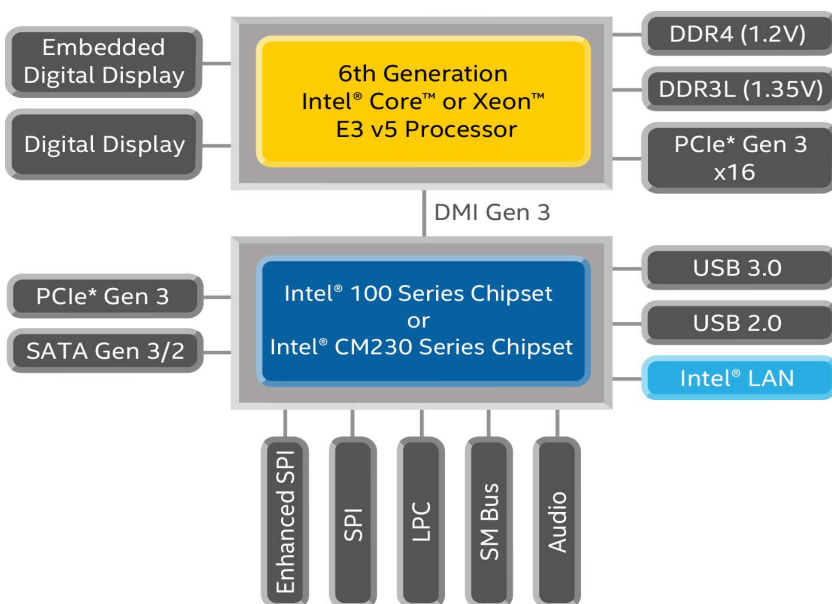 Embedded
Digital Display
Digital Display
6th Generation
Intel® Core™ or Xeon™
E3 v5 Processor
DDR4 (1.2V)
DDR3L (1.35V)
PCIe* Gen 3
x16
DMI Gen 3
PCIe* Gen 3
SATA Gen 3/2
Intel® 100 Series Chipset
or
Intel® CM230 Series Chipset
USB 3.0
USB 2.0
Intel® LAN
Enhanced SPI
SPI
LPC
SM Bus
Audio